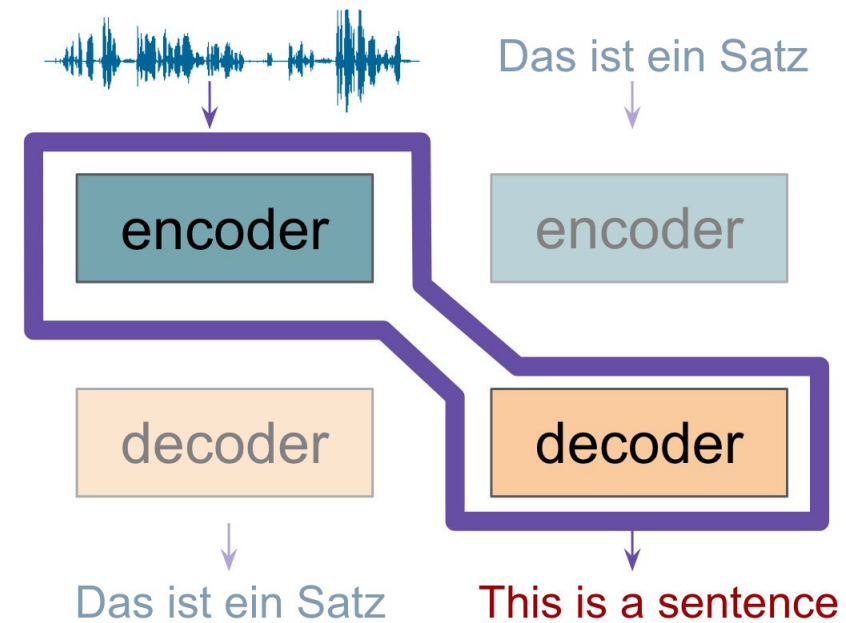 Das ist ein Satz
encoder
encoder
decoder
decoder
Das ist ein Satz
This is a sentence